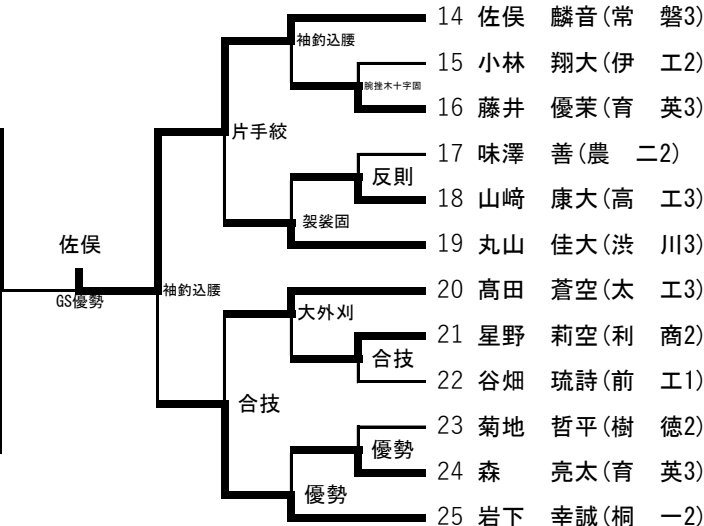 14 佐俣　麟音(常　磐3)
袖釣込腰
15 小林　翔大(伊　工2)
腕挫木十字固
16 藤井　優茉(育　英3)
片手絞
17 味澤　善(農　二2)
反則
18 山﨑　康大(高　工3)
袈裟固
19 丸山　佳大(渋　川3)
佐俣
GS優勢
袖釣込腰
20 髙田　蒼空(太　工3)
大外刈
21 星野　莉空(利　商2)
合技
22 谷畑　琉詩(前　工1)
合技
23 菊地　哲平(樹　徳2)
優勢
24 森　　亮太(育　英3)
優勢
25 岩下　幸誠(桐　一2)